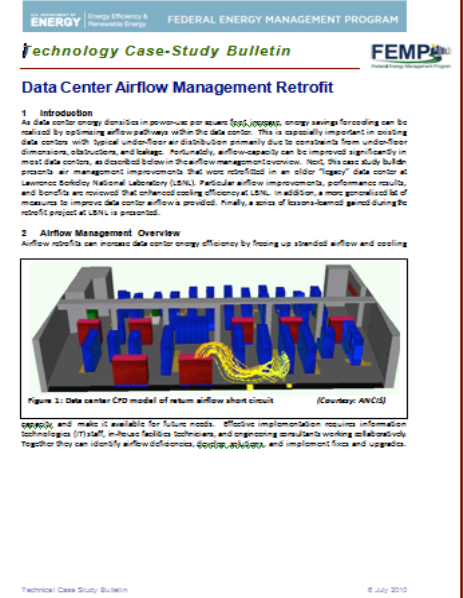 U.S. DEPARTMENT OF
ENERGY
Energy Efficiency &
Renewable Energy
FEDERAL ENERGY MANAGEMENT PROGRAM
Technology Case-Study Bulletin
FEMP
Federal Energy Management Program
Data Center Airflow Management Retrofit
1 Introduction
As data center energy densities in power-use per square foot increase, energy savings for cooling can be
realized by optimizing airflow pathways within the data center. This is especially important in existing
data centers with typical under-floor air distribution primarily due to constraints from under-floor
dimensions, obstructions, and leakage. Fortunately, airflow-capacity can be improved significantly in
most data centers, as described below in the airflow management overview. Next, this case study bulletin
presents air management improvements that were retrofitted in an older "legacy" data center at
Lawrence Berkeley National Laboratory (LBNL). Particular airflow improvements, performance results,
and benefits are reviewed that enhanced cooling efficiency at LBNL. In addition, a more generalized list of
measures to improve data center airflow is provided. Finally, a series of lessons-learned gained during the
retrofit project at LBNL is presented.
2 Airflow Management Overview
Airflow retrofits can increase data center energy efficiency by freeing up stranded airflow and cooling
Figure 1: Data center CFD model of return airflow short circuit (Courtesy: ANCIS)
capacity, and make it available for future needs. Effective implementation requires information
technologies (IT) staff, in-house facilities technicians, and engineering consultants working collaboratively.
Together they can identify airflow deficiencies, develop solutions, and implement fixes and upgrades.
Technical Case Study Bulletin 6 July 2010